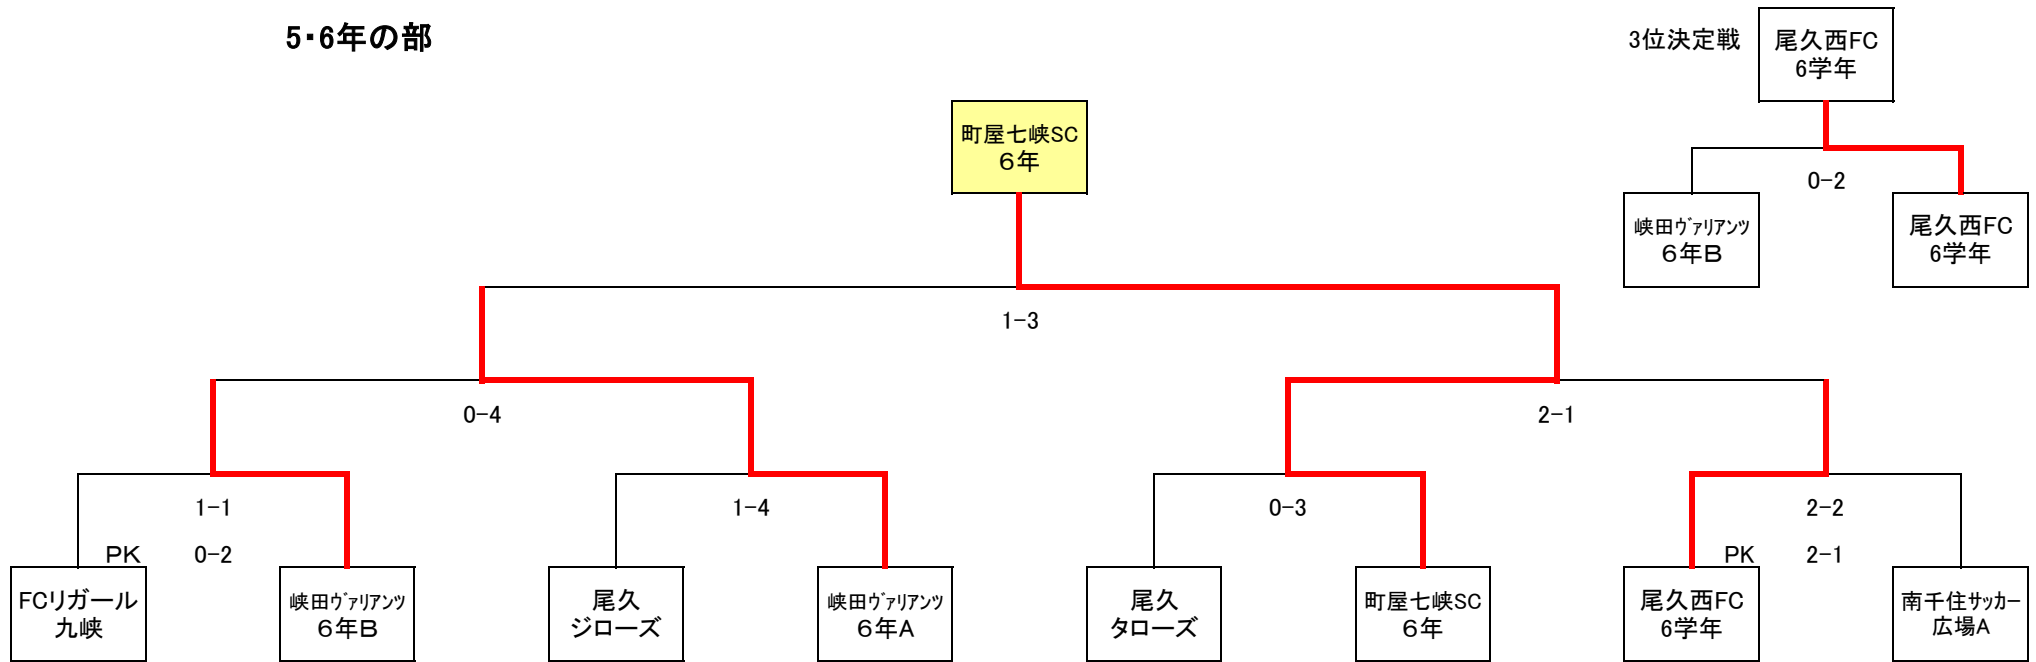 5・6年の部
3位決定戦
尾久西FC
6学年
町屋七峡SC
６年
0-2
峡田ヴァリアンツ
６年Ｂ
尾久西FC
6学年
1-3
0-4
2-1
1-1
1-4
0-3
2-2
PK 0-2
PK 2-1
FCリガール
九峡
峡田ヴァリアンツ
６年Ｂ
尾久
ジローズ
峡田ヴァリアンツ
６年A
尾久
タローズ
町屋七峡SC
６年
尾久西FC
6学年
南千住サッカー
広場A